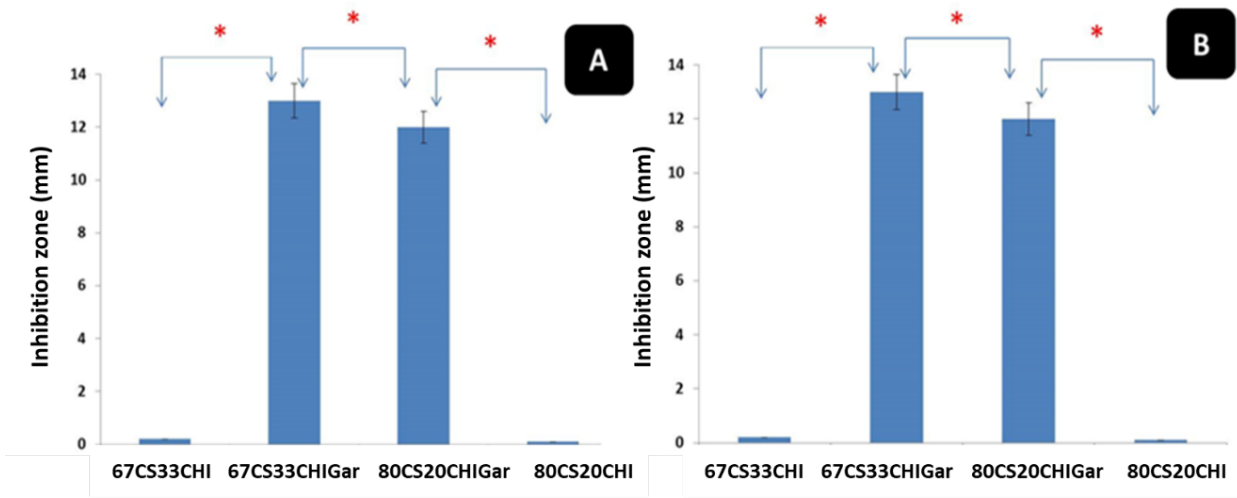 A
Inhibition zone (mm)
14
12
10
8
6
4
2
0
67CS33CHI 67CS33CHIGar 80CS20CHIGar 80CS20CHI
* * *
B
Inhibition zone (mm)
14
12
10
8
6
4
2
0
67CS33CHI 67CS33CHIGar 80CS20CHIGar 80CS20CHI
* * *